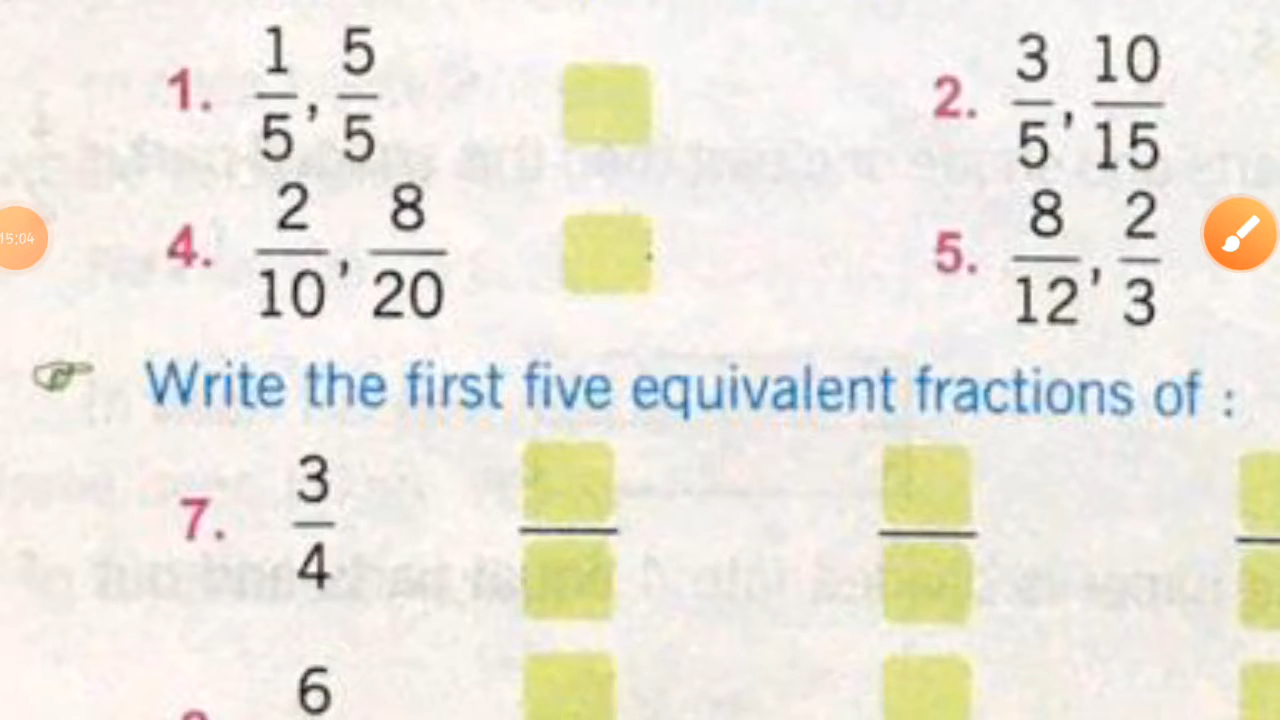 1. 1/5, 5/5 2. 3/5, 10/15
4. 2/10, 8/20 5. 8/12, 2/3
15:04
Write the first five equivalent fractions of :
7. 3/4
6